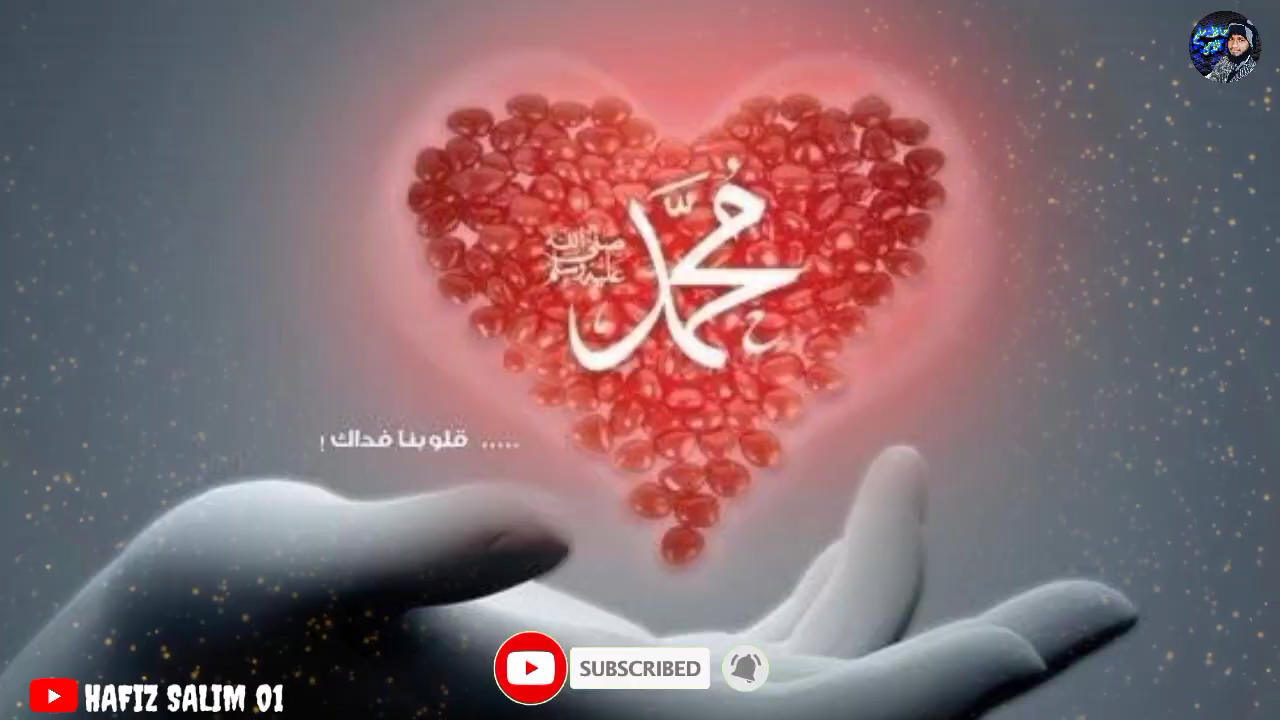 مُحَمَّد
صلى الله
عليه وسلم
..... قلوبنا فداك !
SUBSCRIBED
HAFIZ SALIM 01